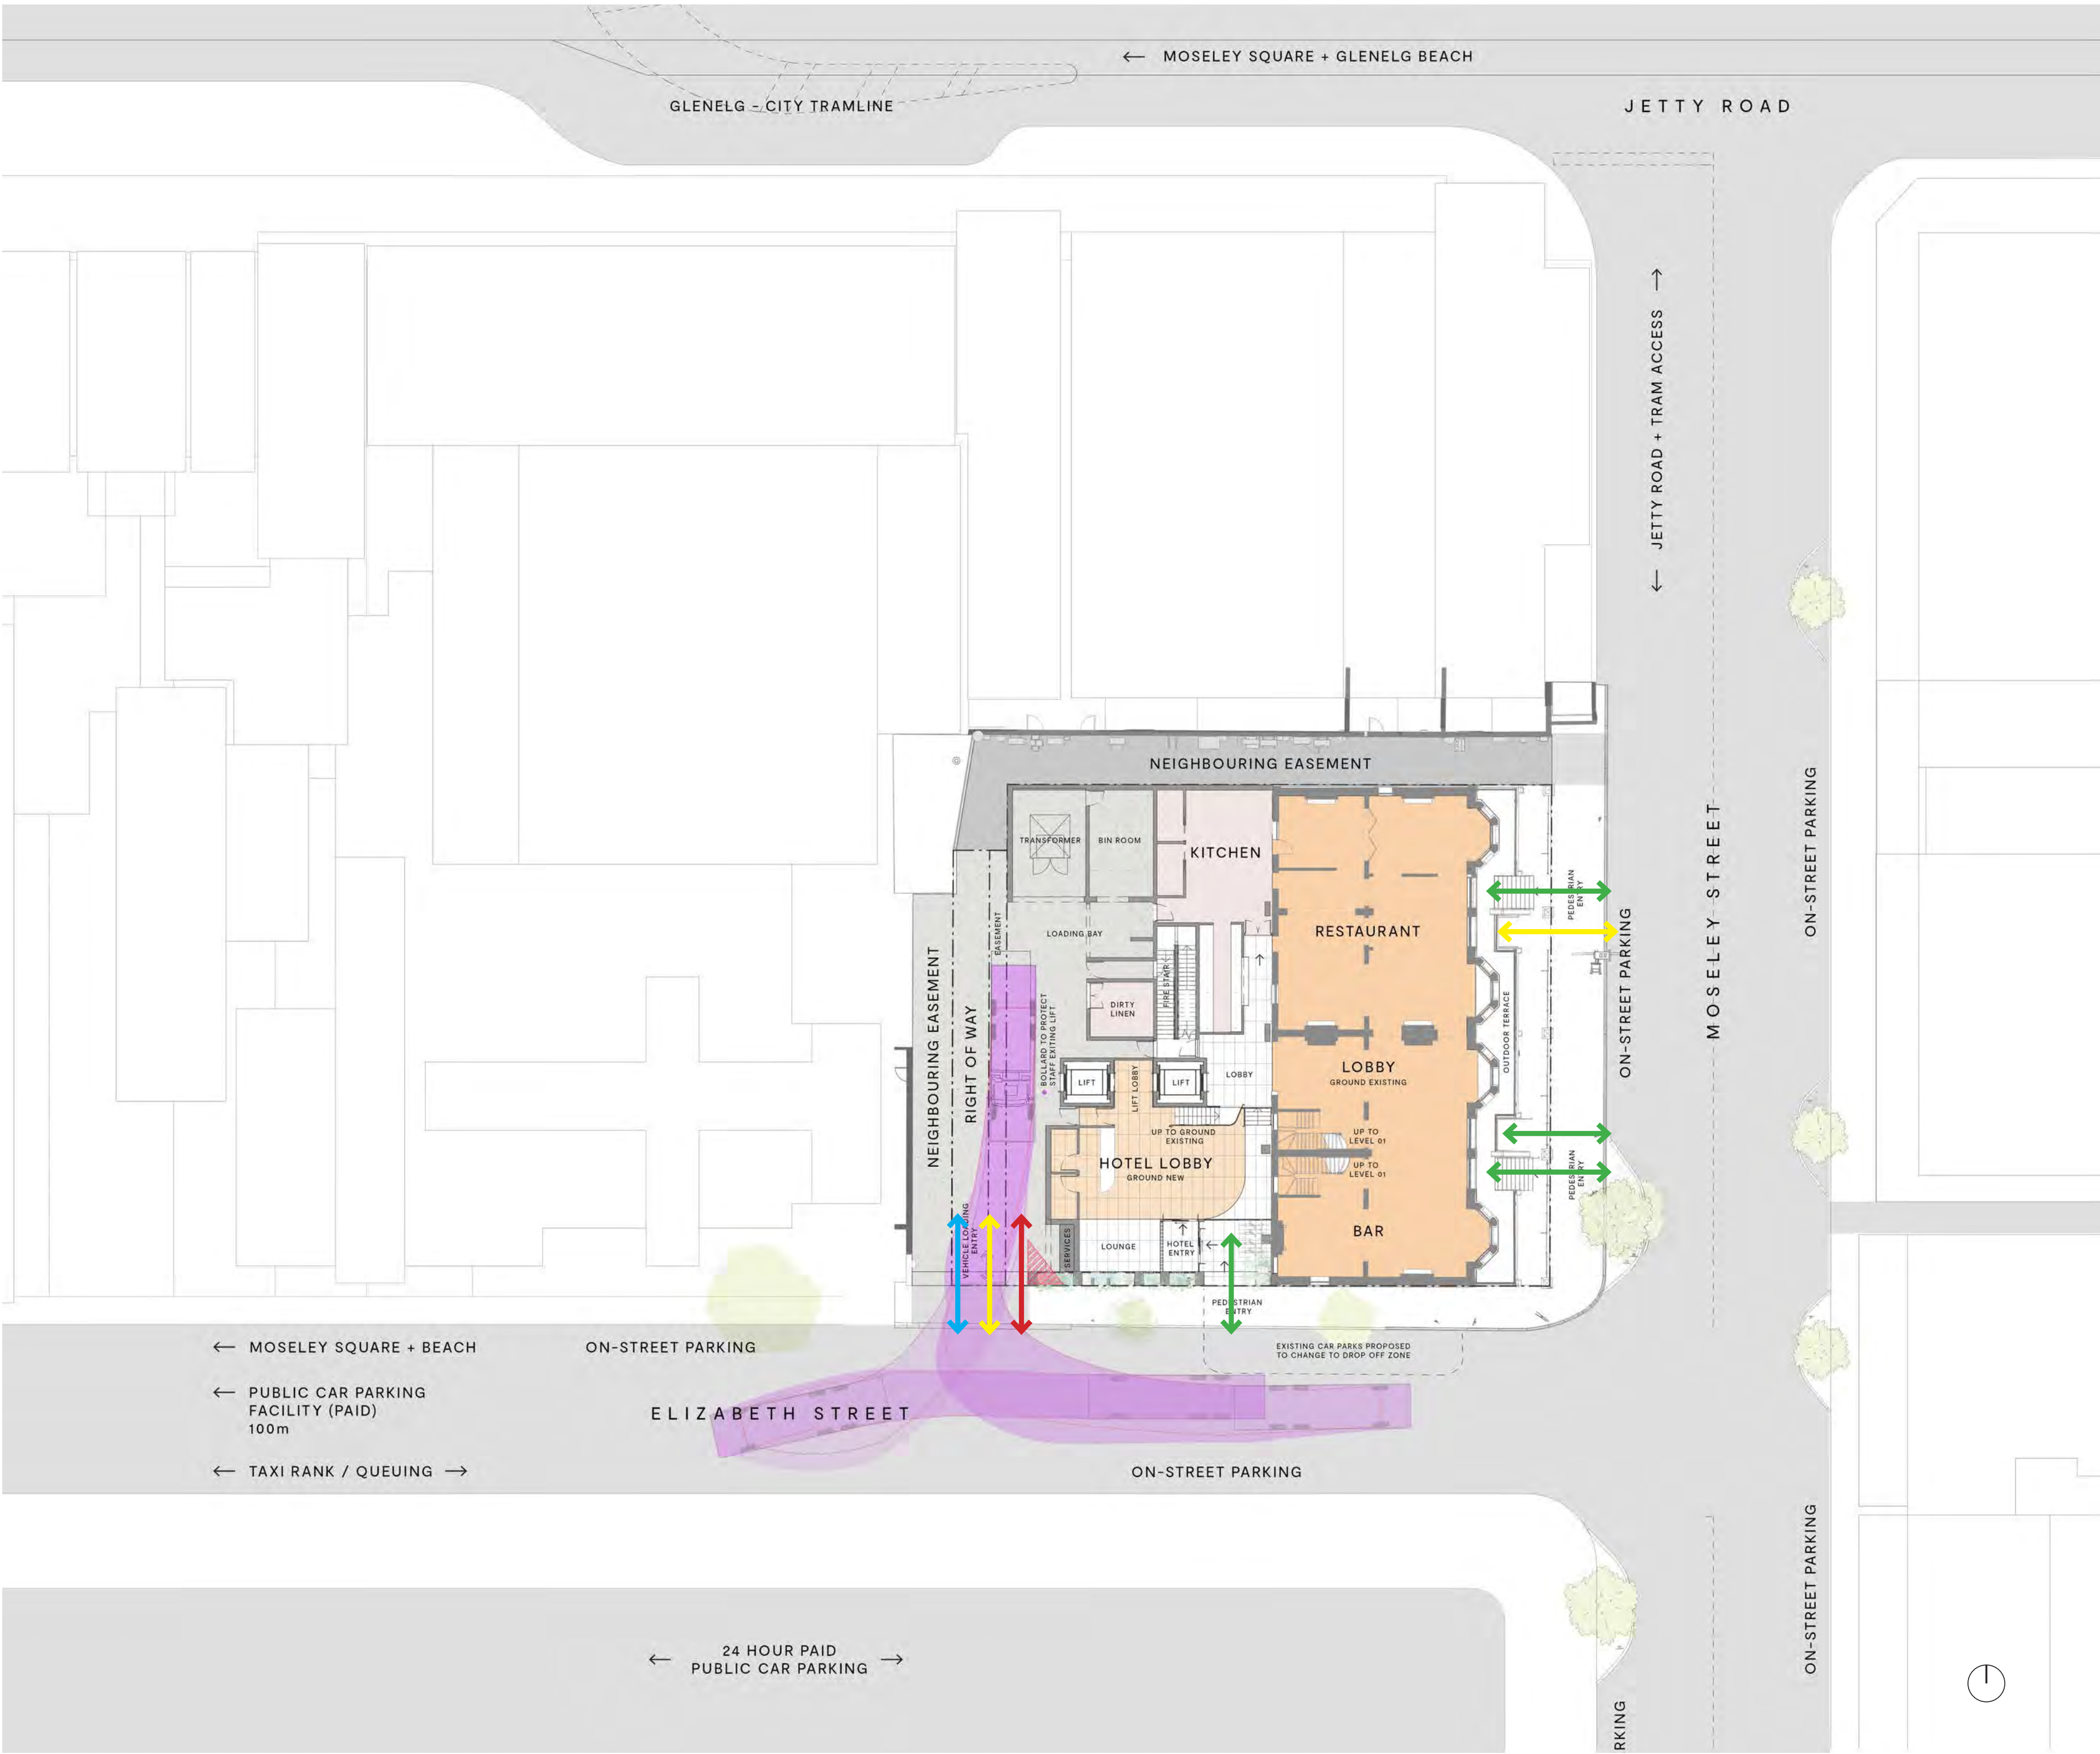 ← MOSELEY SQUARE + GLENELG BEACH
GLENELG - CITY TRAMLINE
JETTY ROAD
← JETTY ROAD + TRAM ACCESS →
NEIGHBOURING EASEMENT
TRANSFORMER
BIN ROOM
KITCHEN
RESTAURANT
PEDESTRIAN
ENTRY
ON-STREET PARKING
MOSELEY STREET
ON-STREET PARKING
LOADING BAY
EASEMENT
NEIGHBOURING EASEMENT
RIGHT OF WAY
BOLLARD TO PROTECT
STAFF EXITING LIFT
DIRTY
LINEN
FIRE STAIR
OUTDOOR TERRACE
LIFT
LIFT LOBBY
LIFT
LOBBY
LOBBY
GROUND EXISTING
UP TO GROUND
EXISTING
UP TO
LEVEL 01
UP TO
LEVEL 01
HOTEL LOBBY
GROUND NEW
PEDESTRIAN
ENTRY
BAR
VEHICLE LOADING
ENTRY
SERVICES
LOUNGE
HOTEL
ENTRY
PEDESTRIAN
ENTRY
← MOSELEY SQUARE + BEACH
ON-STREET PARKING
EXISTING CAR PARKS PROPOSED
TO CHANGE TO DROP OFF ZONE
← PUBLIC CAR PARKING
FACILITY (PAID)
100m
ELIZABETH STREET
← TAXI RANK / QUEUING →
ON-STREET PARKING
ON-STREET PARKING
← 24 HOUR PAID
PUBLIC CAR PARKING →
RKING